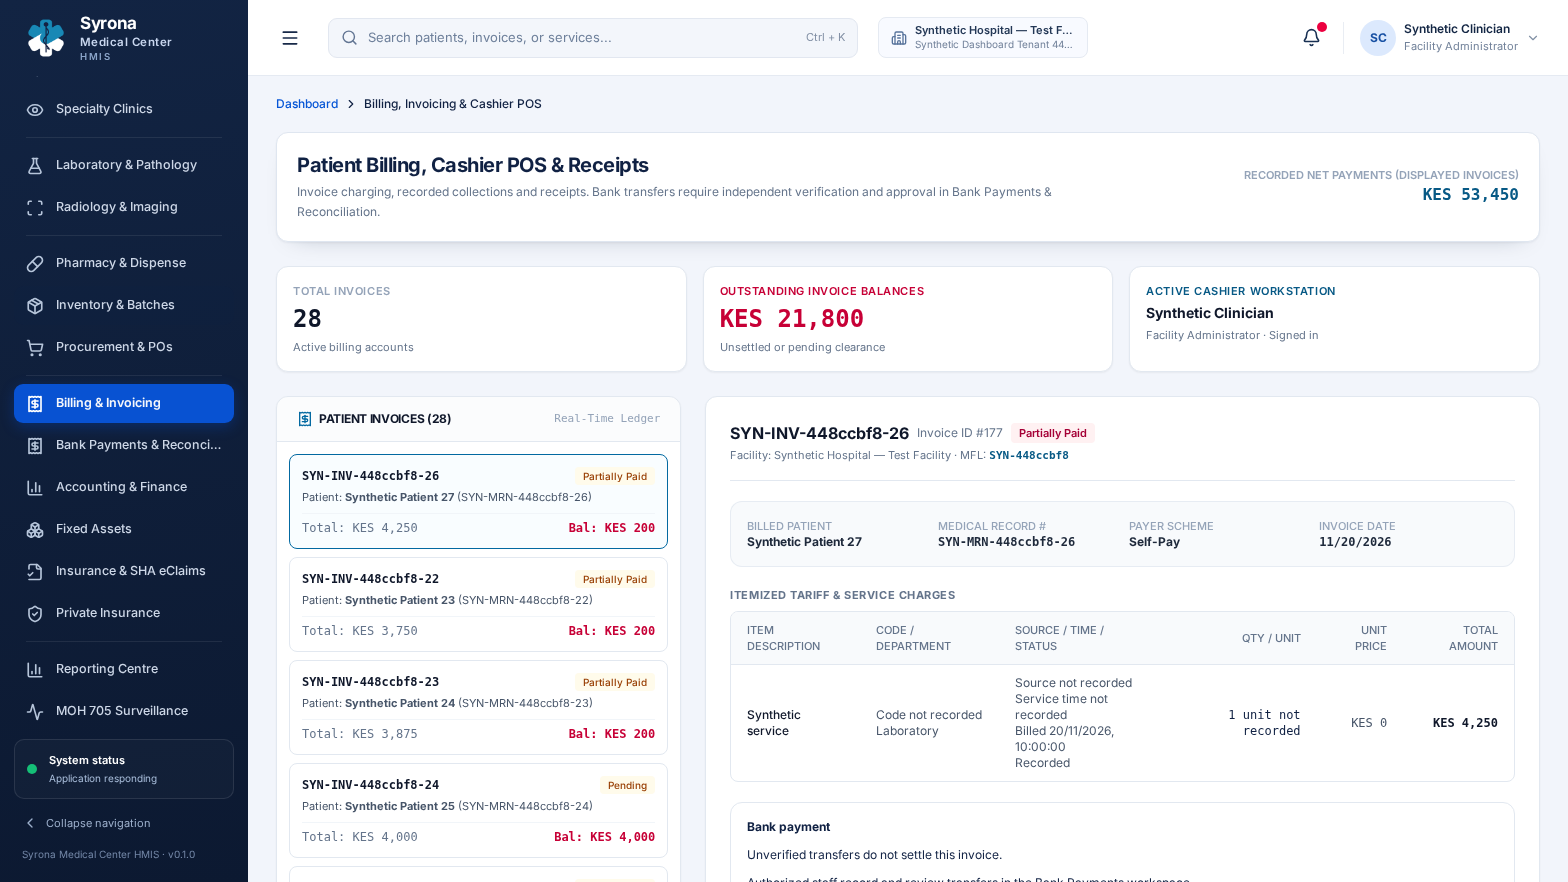 Syrona
Medical Center
HMIS
Specialty Clinics
Laboratory & Pathology
Radiology & Imaging
Pharmacy & Dispense
Inventory & Batches
Procurement & POs
Billing & Invoicing
Bank Payments & Reconci...
Accounting & Finance
Fixed Assets
Insurance & SHA eClaims
Private Insurance
Reporting Centre
MOH 705 Surveillance
System status
Application responding
Collapse navigation
Syrona Medical Center HMIS · v0.1.0
Search patients, invoices, or services...
Ctrl + K
Synthetic Hospital — Test F...
Synthetic Dashboard Tenant 44...
SC
Synthetic Clinician
Facility Administrator
Dashboard
Billing, Invoicing & Cashier POS
Patient Billing, Cashier POS & Receipts
Invoice charging, recorded collections and receipts. Bank transfers require independent verification and approval in Bank Payments &
Reconciliation.
RECORDED NET PAYMENTS (DISPLAYED INVOICES)
KES 53,450
TOTAL INVOICES
28
Active billing accounts
OUTSTANDING INVOICE BALANCES
KES 21,800
Unsettled or pending clearance
ACTIVE CASHIER WORKSTATION
Synthetic Clinician
Facility Administrator · Signed in
PATIENT INVOICES (28)
Real-Time Ledger
SYN-INV-448ccbf8-26
Partially Paid
Patient: Synthetic Patient 27 (SYN-MRN-448ccbf8-26)
Total: KES 4,250
Bal: KES 200
SYN-INV-448ccbf8-22
Partially Paid
Patient: Synthetic Patient 23 (SYN-MRN-448ccbf8-22)
Total: KES 3,750
Bal: KES 200
SYN-INV-448ccbf8-23
Partially Paid
Patient: Synthetic Patient 24 (SYN-MRN-448ccbf8-23)
Total: KES 3,875
Bal: KES 200
SYN-INV-448ccbf8-24
Pending
Patient: Synthetic Patient 25 (SYN-MRN-448ccbf8-24)
Total: KES 4,000
Bal: KES 4,000
SYN-INV-448ccbf8-26
Invoice ID #177
Partially Paid
Facility: Synthetic Hospital — Test Facility · MFL: SYN-448ccbf8
BILLED PATIENT
Synthetic Patient 27
MEDICAL RECORD #
SYN-MRN-448ccbf8-26
PAYER SCHEME
Self-Pay
INVOICE DATE
11/20/2026
ITEMIZED TARIFF & SERVICE CHARGES
ITEM
DESCRIPTION
CODE /
DEPARTMENT
SOURCE / TIME /
STATUS
QTY / UNIT
UNIT
PRICE
TOTAL
AMOUNT
Synthetic
service
Code not recorded
Laboratory
Source not recorded
Service time not
recorded
Billed 20/11/2026,
10:00:00
Recorded
1 unit not
recorded
KES 0
KES 4,250
Bank payment
Unverified transfers do not settle this invoice.
Authorized staff record and review transfers in the Bank Payments workspace.